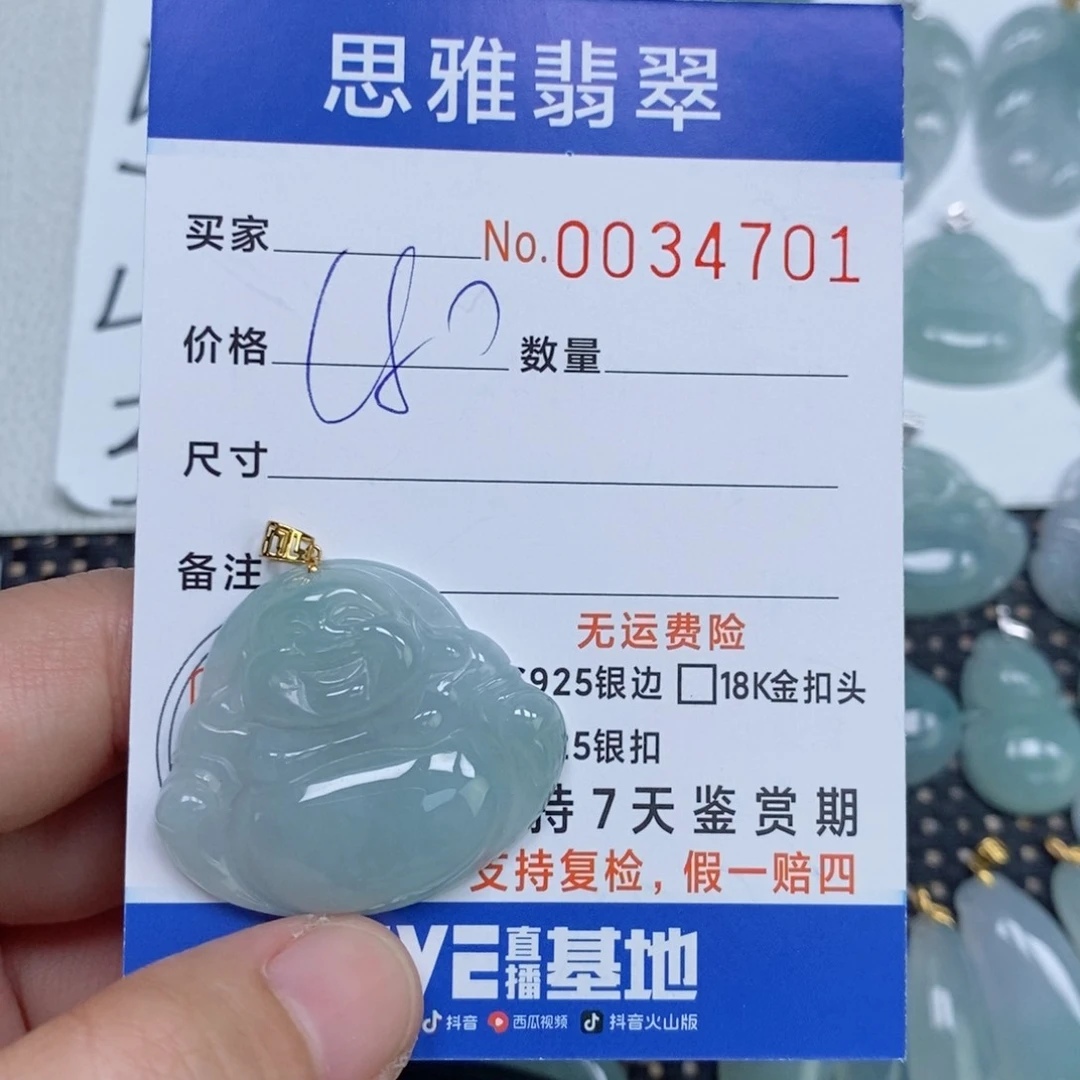 思雅翡翠
买家 No.0034701
价格 680 数量
尺寸
备注
无运费险
925银边 □18K金扣头
5银扣
持7天鉴赏期
支持复检，假一赔四
VE直播基地
抖音 西瓜视频 抖音火山版